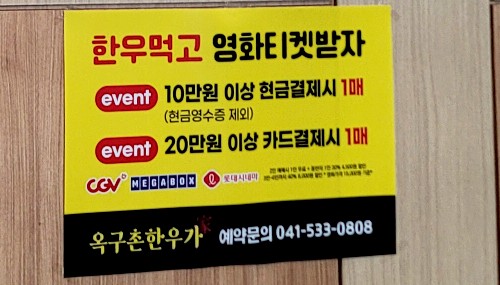 한우먹고 영화티켓받자
event 10만원 이상 현금결제시 1매
(현금영수증 제외)
event 20만원 이상 카드결제시 1매
CGV MEGABOX 롯데시네마
옥구촌한우가 예약문의 041-533-0808